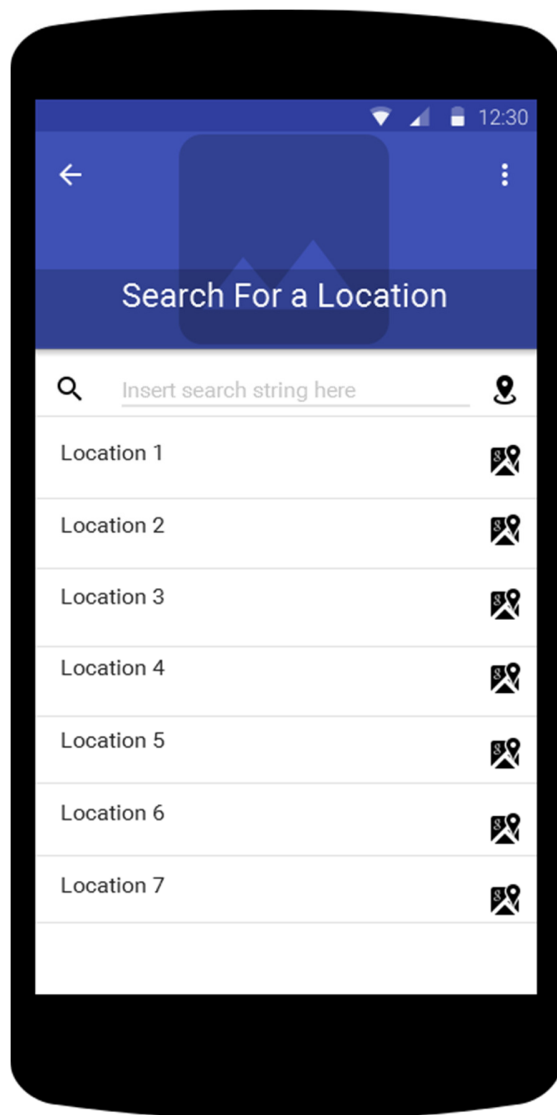 12:30
Search For a Location
Insert search string here
Location 1
Location 2
Location 3
Location 4
Location 5
Location 6
Location 7